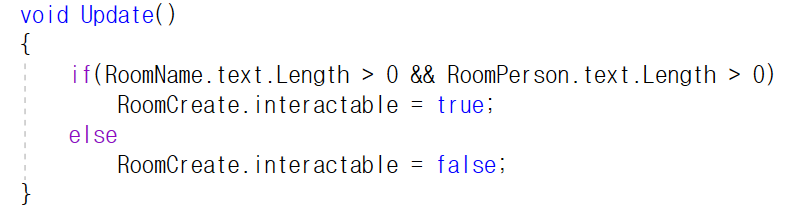 void Update()
{
if(RoomName.text.Length > 0 && RoomPerson.text.Length > 0)
RoomCreate.interactable = true;
else
RoomCreate.interactable = false;
}